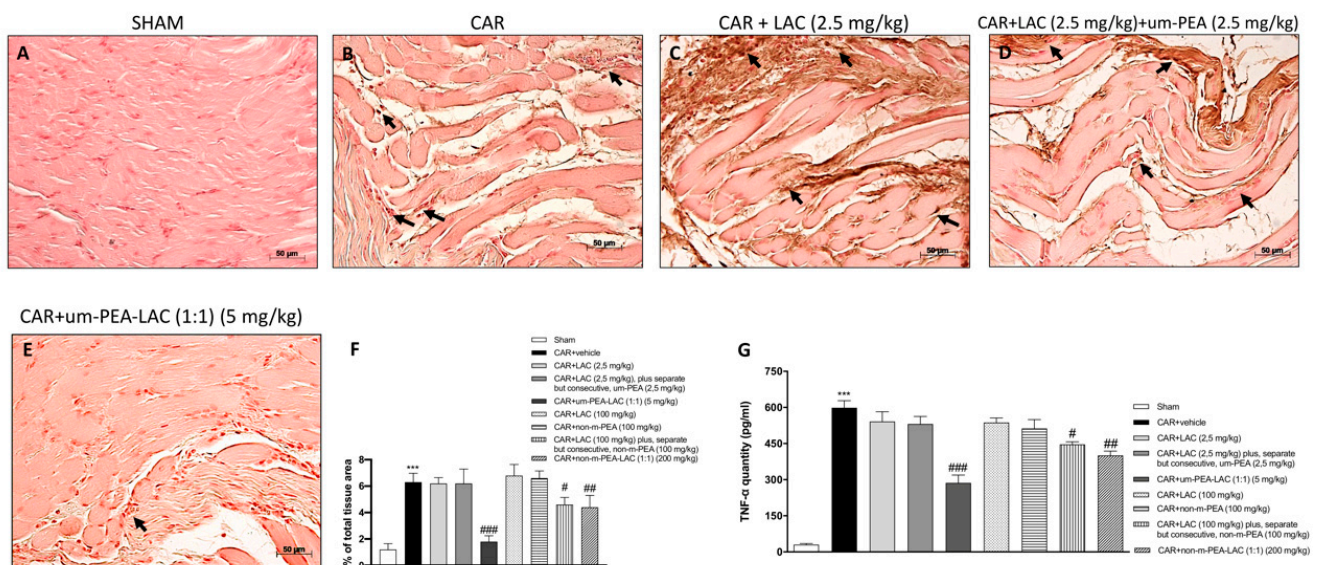 SHAM
CAR
CAR + LAC (2.5 mg/kg)
CAR+LAC (2.5 mg/kg)+um-PEA (2.5 mg/kg)
A
50 µm
B
50 µm
C
50 µm
D
50 µm
CAR+um-PEA-LAC (1:1) (5 mg/kg)
E
50 µm
F
Sham
CAR+vehicle
CAR+LAC (2,5 mg/kg)
CAR+LAC (2,5 mg/kg), plus separate
but consecutive, um-PEA (2,5 mg/kg)
CAR+um-PEA-LAC (1:1) (5 mg/kg)
CAR+LAC (100 mg/kg)
CAR+non-m-PEA (100 mg/kg)
CAR+LAC (100 mg/kg) plus, separate
but consecutive, non-m-PEA (100 mg/kg)
CAR+non-m-PEA-LAC (1:1) (200 mg/kg)
% of total tissue area
8
6
4
2
0
***
###
#
##
G
TNF-α quantity (pg/ml)
750
600
450
300
150
0
***
###
#
##
Sham
CAR+vehicle
CAR+LAC (2,5 mg/kg)
CAR+LAC (2,5 mg/kg) plus, separate
but consecutive, um-PEA (2,5 mg/kg)
CAR+um-PEA-LAC (1:1) (5 mg/kg)
CAR+LAC (100 mg/kg)
CAR+non-m-PEA (100 mg/kg)
CAR+LAC (100 mg/kg) plus, separate
but consecutive, non-m-PEA (100 mg/kg)
CAR+non-m-PEA-LAC (1:1) (200 mg/kg)